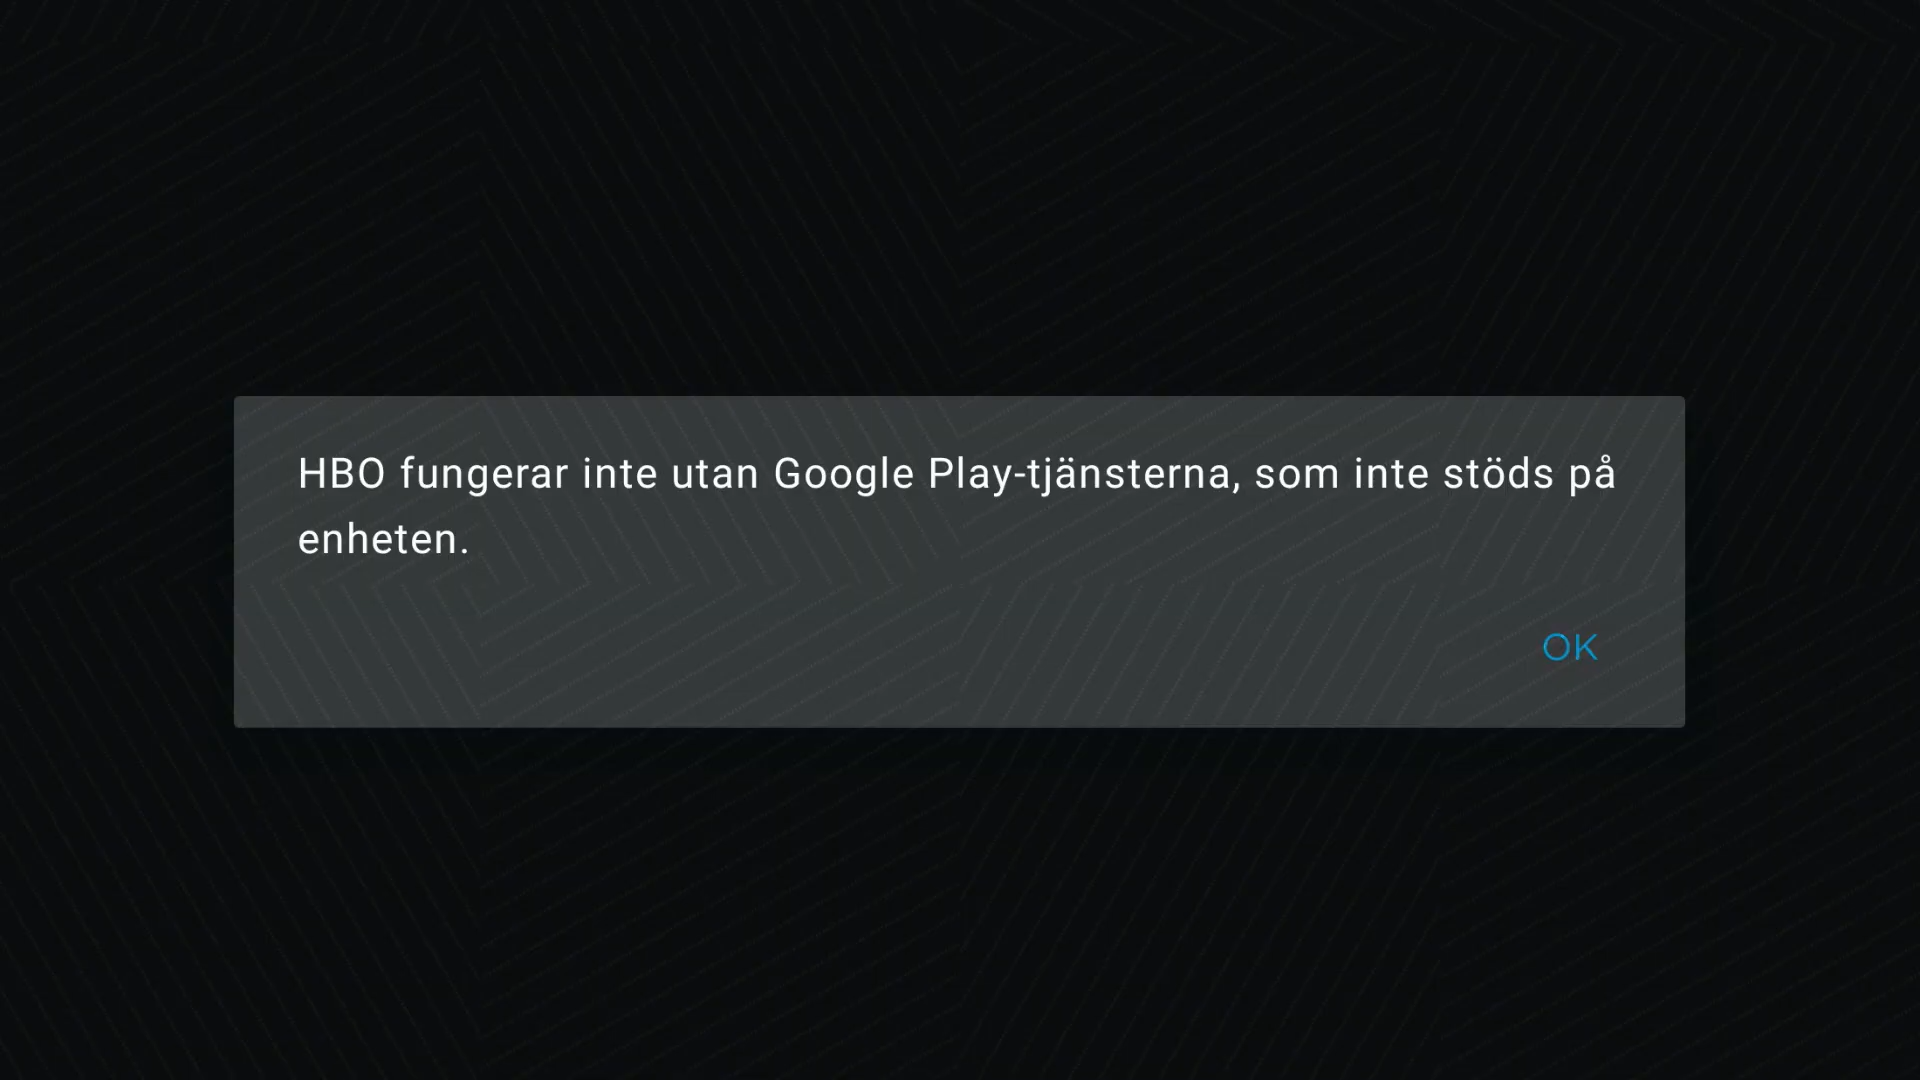 HBO fungerar inte utan Google Play-tjänsterna, som inte stöds på
enheten.
OK